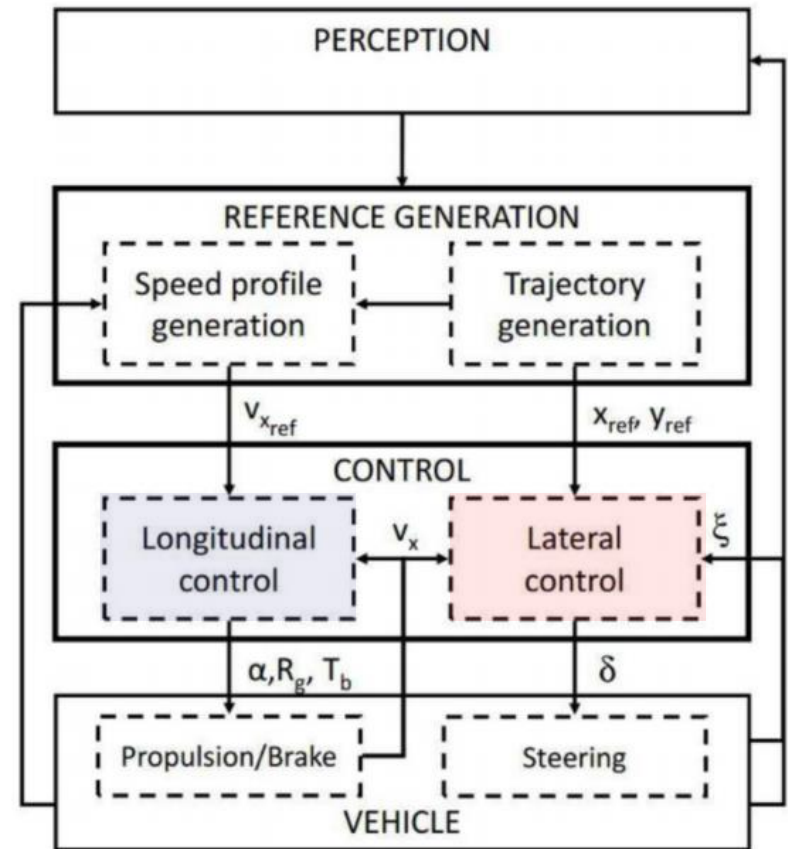 PERCEPTION
REFERENCE GENERATION
Speed profile
generation
Trajectory
generation
v_x_ref
x_ref, y_ref
CONTROL
Longitudinal
control
v_x
Lateral
control
ξ
α,R_g, T_b
δ
Propulsion/Brake
Steering
VEHICLE